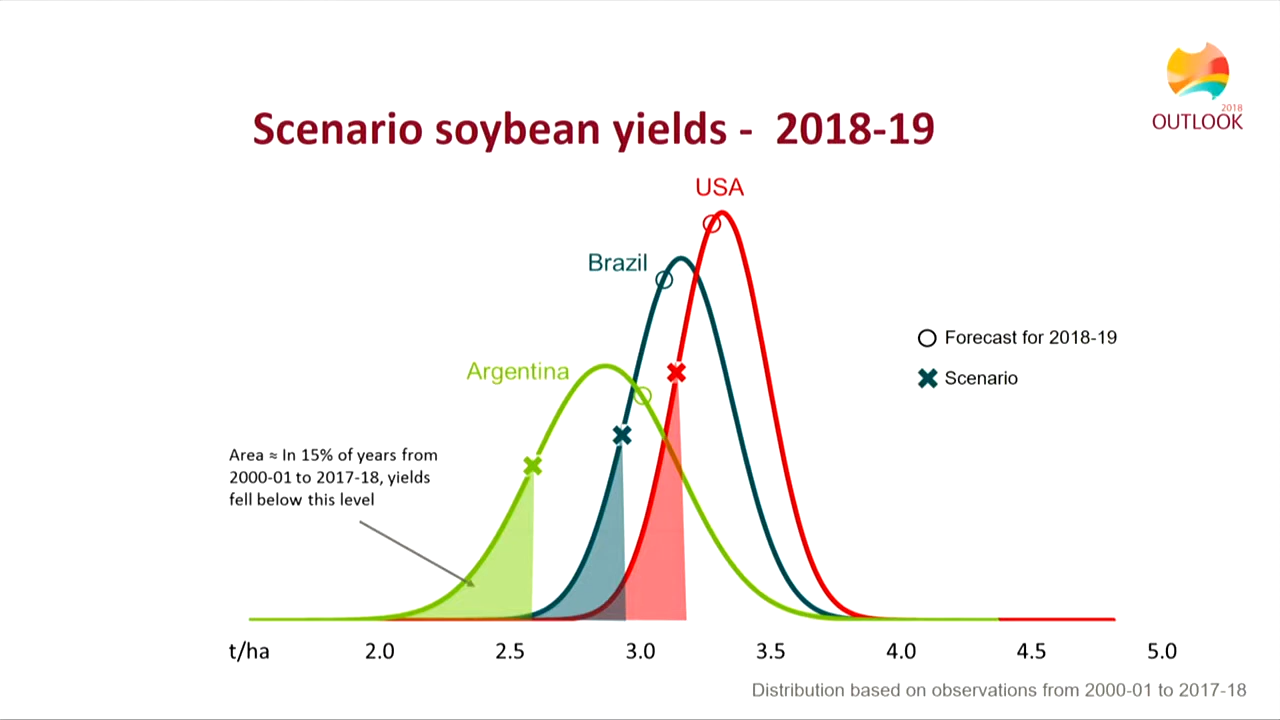 2018
OUTLOOK
Scenario soybean yields - 2018-19
USA
Brazil
Argentina
Forecast for 2018-19
Scenario
Area ≈ In 15% of years from
2000-01 to 2017-18, yields
fell below this level
t/ha 2.0 2.5 3.0 3.5 4.0 4.5 5.0
Distribution based on observations from 2000-01 to 2017-18